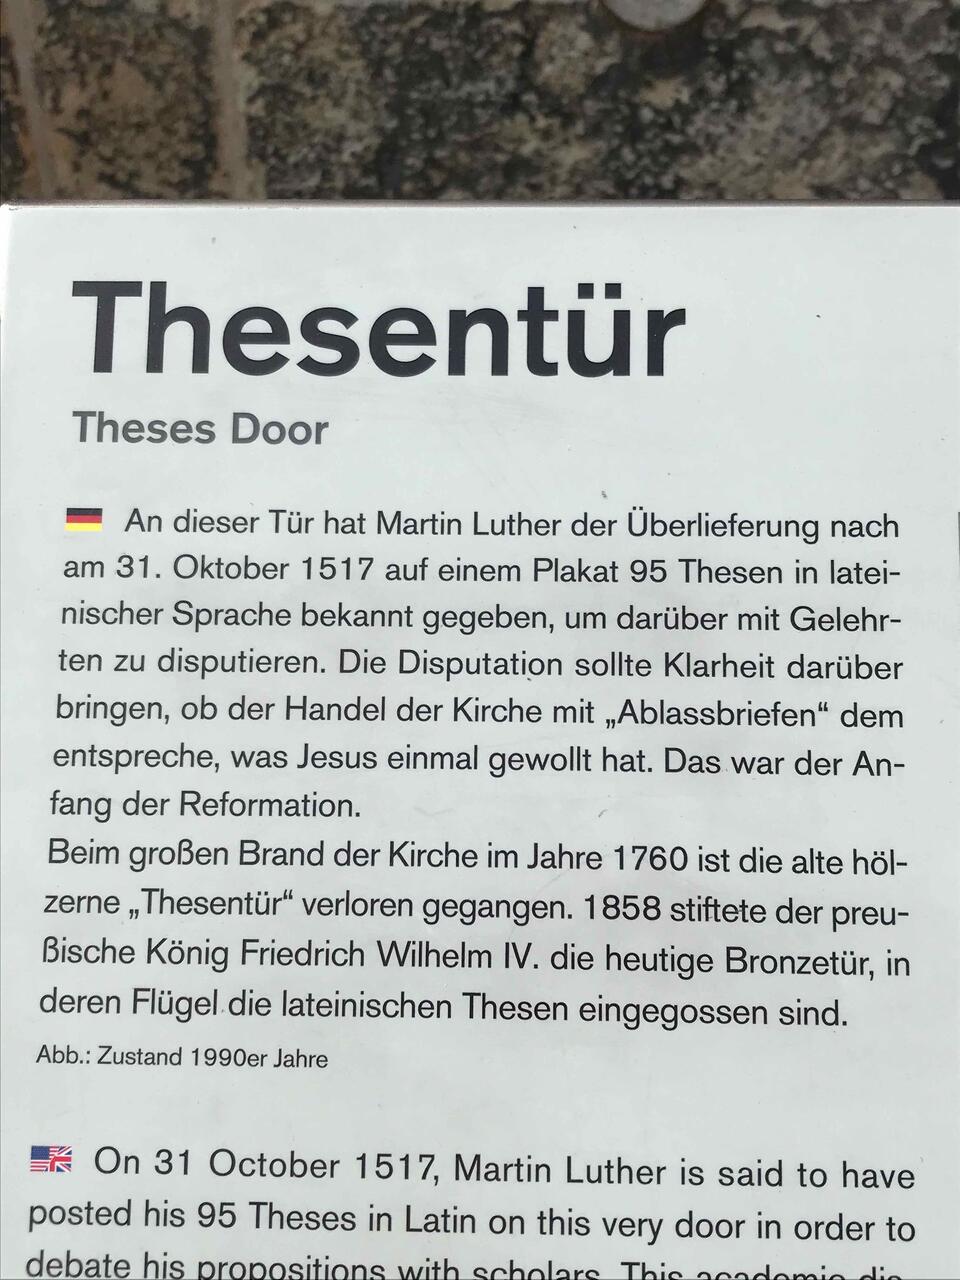 Thesentür
Theses Door
An dieser Tür hat Martin Luther der Überlieferung nach
am 31. Oktober 1517 auf einem Plakat 95 Thesen in latei-
nischer Sprache bekannt gegeben, um darüber mit Gelehr-
ten zu disputieren. Die Disputation sollte Klarheit darüber
bringen, ob der Handel der Kirche mit „Ablassbriefen“ dem
entspreche, was Jesus einmal gewollt hat. Das war der An-
fang der Reformation.
Beim großen Brand der Kirche im Jahre 1760 ist die alte höl-
zerne „Thesentür“ verloren gegangen. 1858 stiftete der preu-
ßische König Friedrich Wilhelm IV. die heutige Bronzetür, in
deren Flügel die lateinischen Thesen eingegossen sind.
Abb.: Zustand 1990er Jahre
On 31 October 1517, Martin Luther is said to have
posted his 95 Theses in Latin on this very door in order to
debate his propositions with scholars. This academic dis-